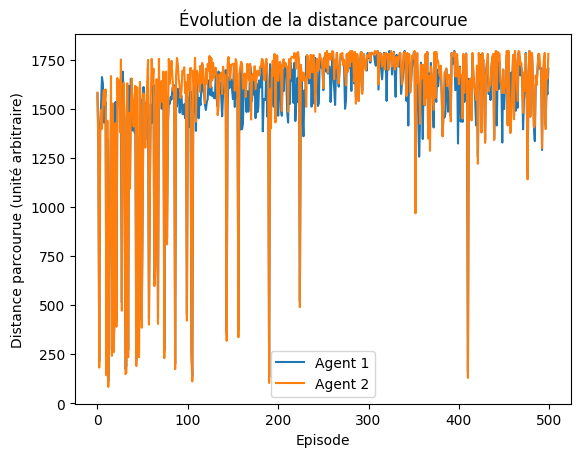 Évolution de la distance parcourue
Distance parcourue (unité arbitraire)
1750
1500
1250
1000
750
500
250
0
0
100
200
300
400
500
Episode
Agent 1
Agent 2